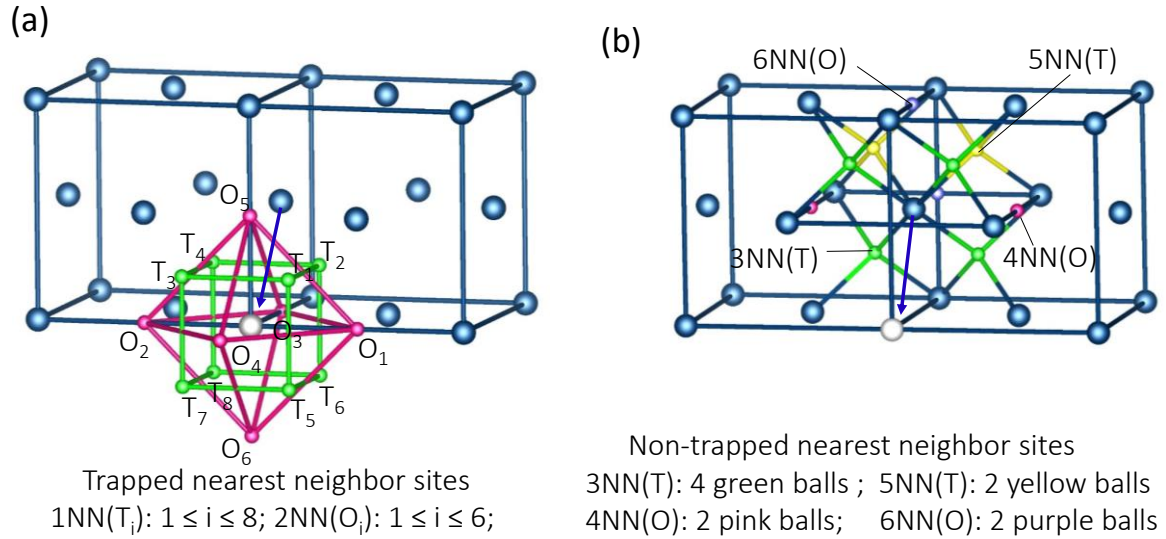 (a)
O₅
T₄
T₃
T₁
T₂
O₂
O₄
O₃
O₁
T₇
T₈
T₅
T₆
O₆
Trapped nearest neighbor sites
1NN(Tᵢ): 1 ≤ i ≤ 8; 2NN(Oᵢ): 1 ≤ i ≤ 6;
(b)
6NN(O)
5NN(T)
3NN(T)
4NN(O)
Non-trapped nearest neighbor sites
3NN(T): 4 green balls ; 5NN(T): 2 yellow balls
4NN(O): 2 pink balls; 6NN(O): 2 purple balls